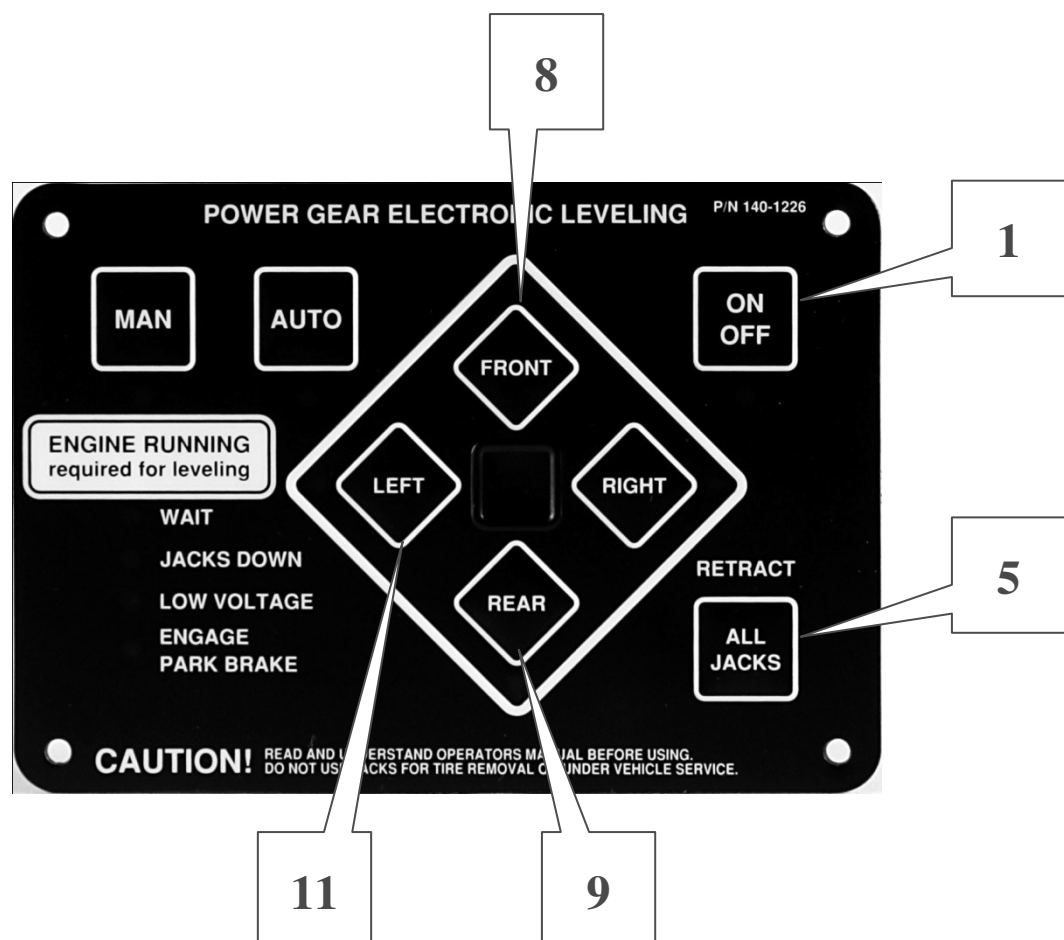 8
POWER GEAR ELECTRONIC LEVELING
P/N 140-1226
1
MAN
AUTO
ON
OFF
FRONT
ENGINE RUNNING
required for leveling
LEFT
RIGHT
WAIT
JACKS DOWN
RETRACT
5
LOW VOLTAGE
REAR
ENGAGE
PARK BRAKE
ALL
JACKS
CAUTION!
READ AND UNDERSTAND OPERATORS MANUAL BEFORE USING.
DO NOT USE JACKS FOR TIRE REMOVAL OR UNDER VEHICLE SERVICE.
11
9